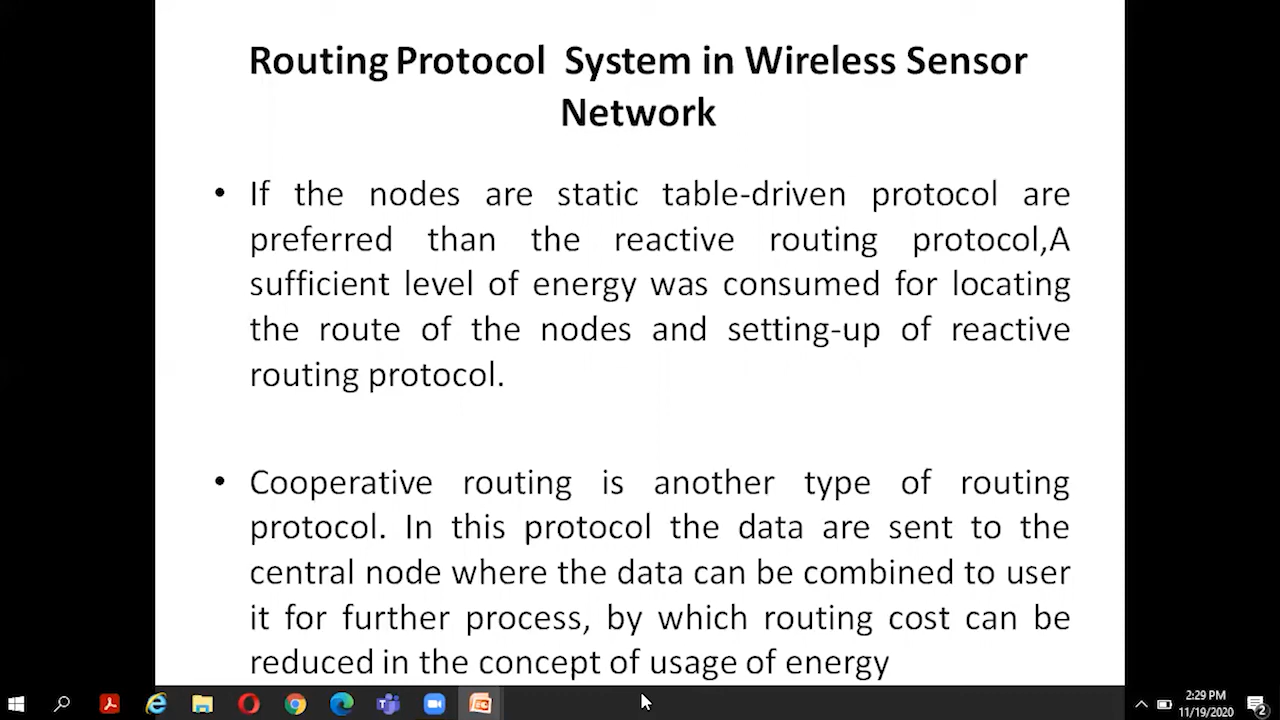 Routing Protocol System in Wireless Sensor
Network
• If the nodes are static table-driven protocol are
preferred than the reactive routing protocol,A
sufficient level of energy was consumed for locating
the route of the nodes and setting-up of reactive
routing protocol.
• Cooperative routing is another type of routing
protocol. In this protocol the data are sent to the
central node where the data can be combined to user
it for further process, by which routing cost can be
reduced in the concept of usage of energy
2:29 PM
11/19/2020
2